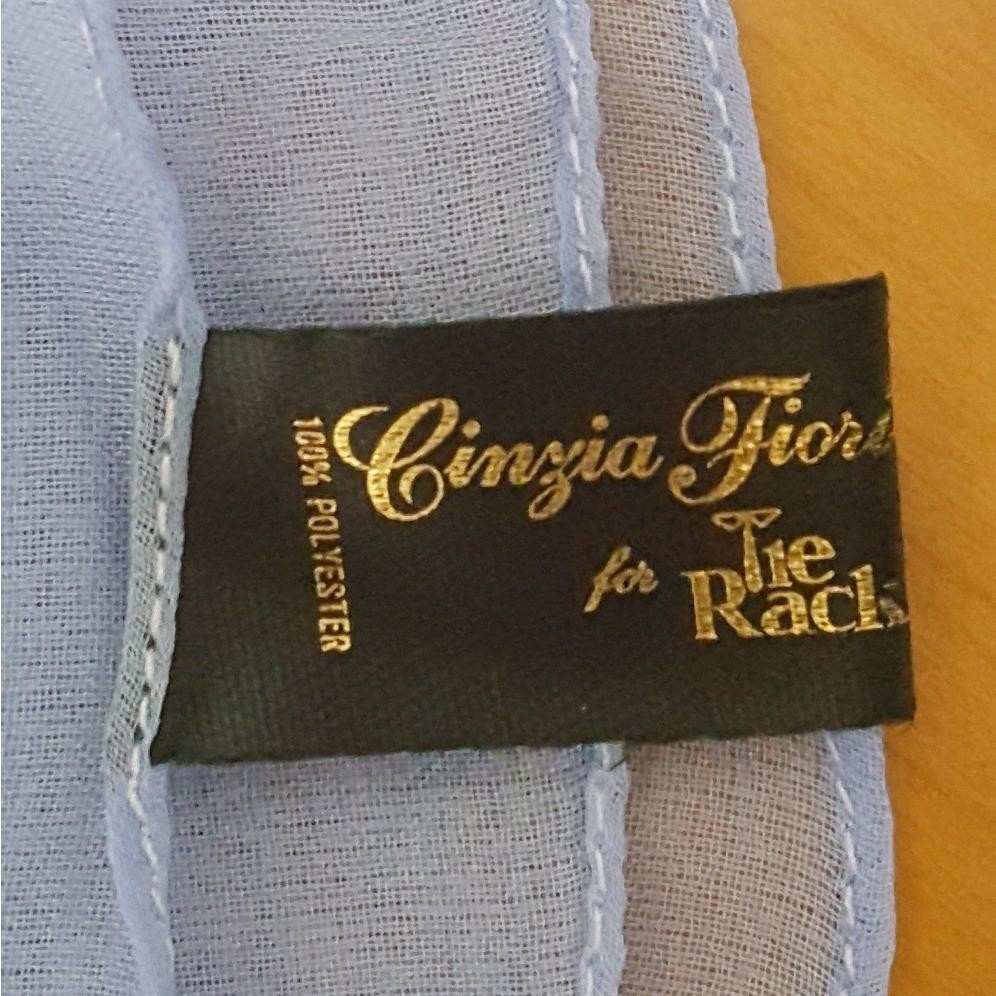 Cinzia Fior
for Tie
Rack
100% POLYESTER